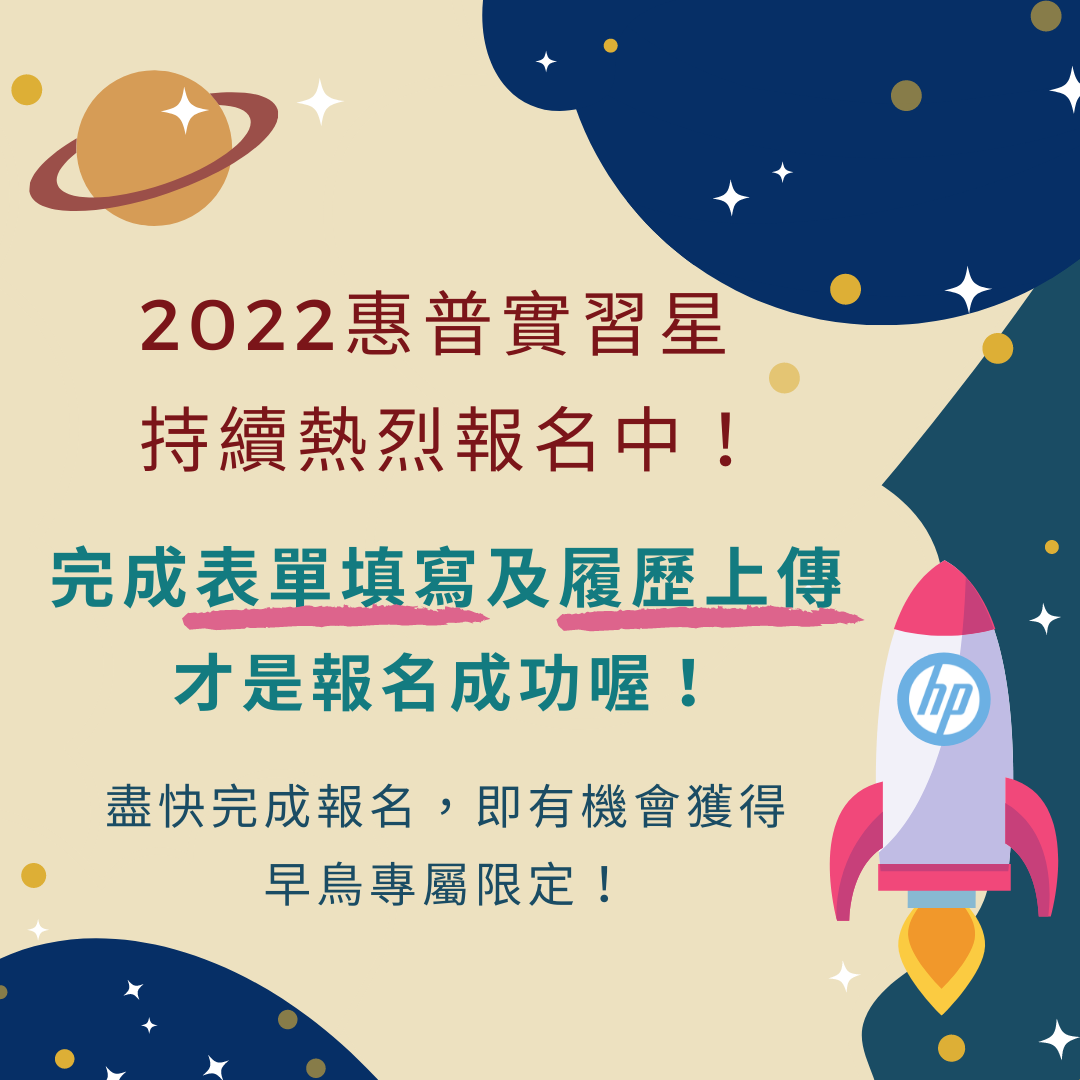 2022惠普實習星
持續熱烈報名中！
完成表單填寫及履歷上傳
才是報名成功喔！
盡快完成報名，即有機會獲得
早鳥專屬限定！
hp